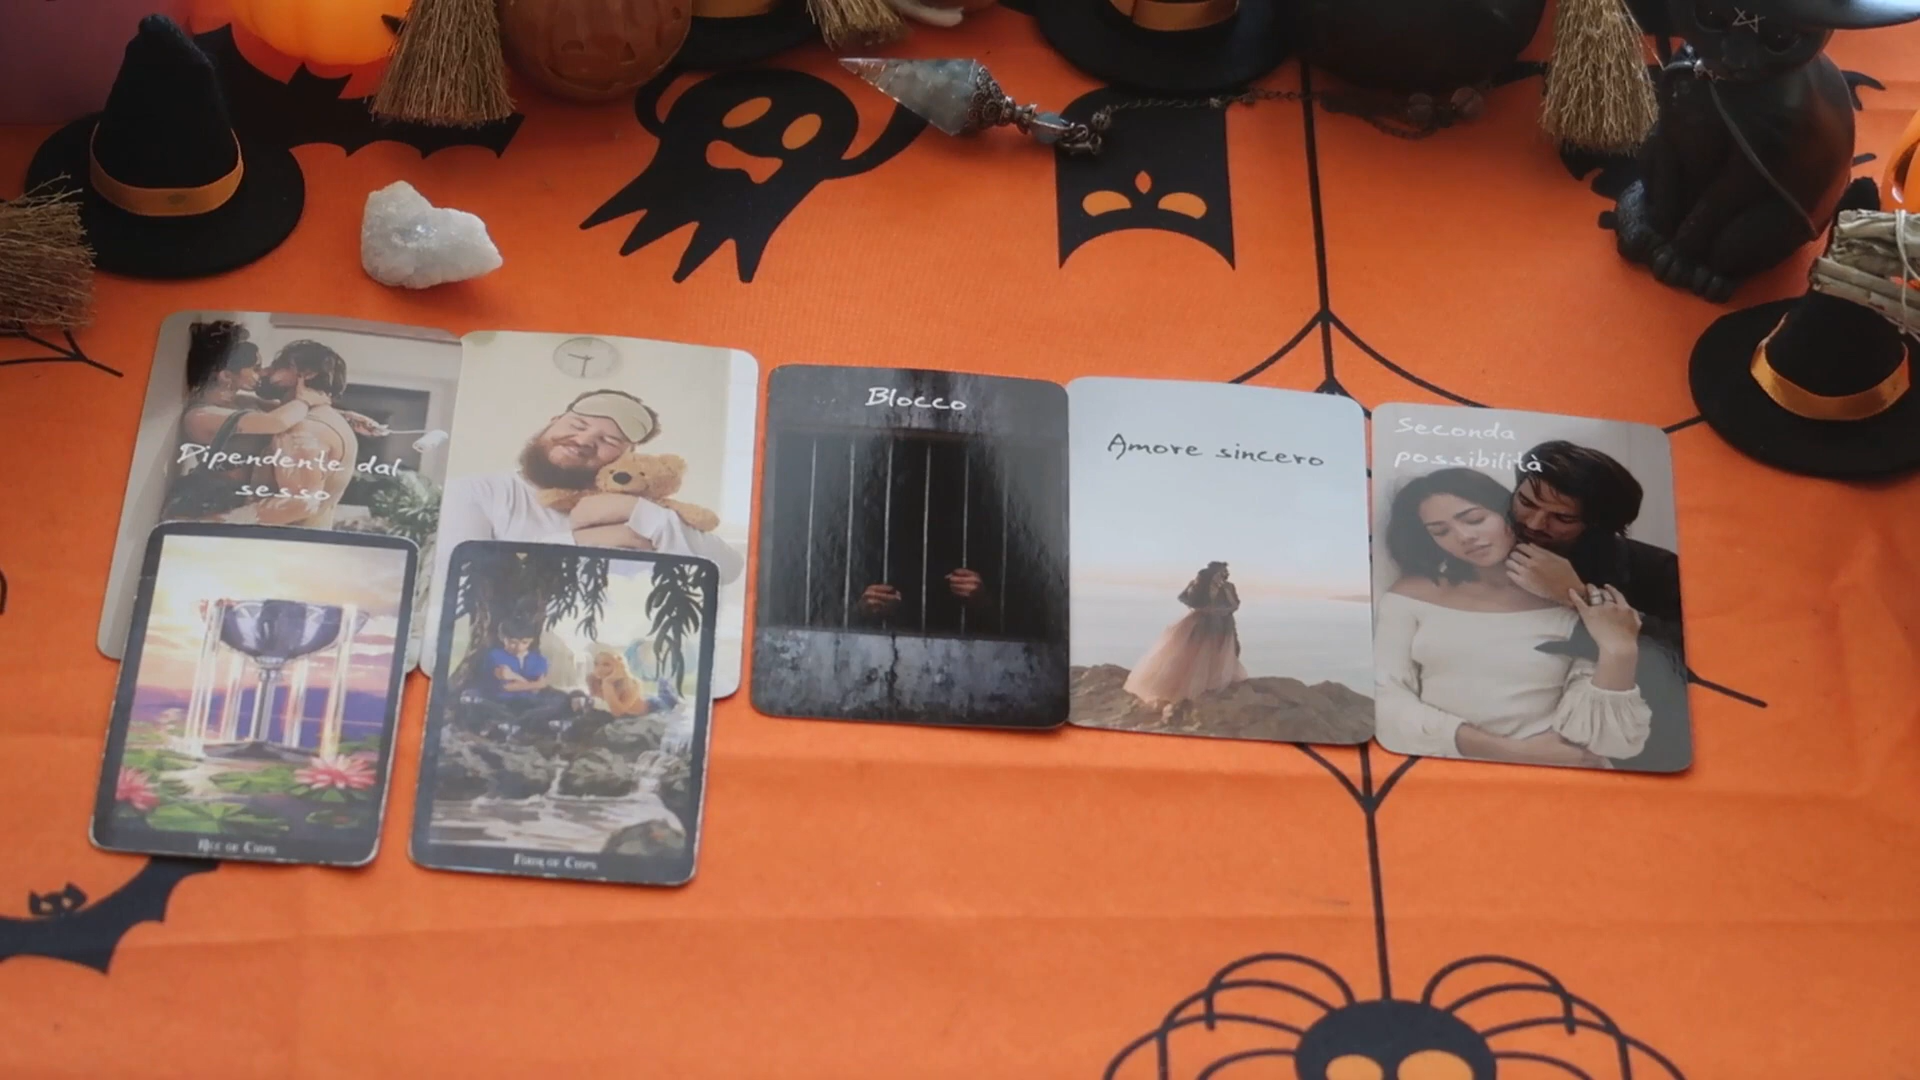 Dipendente dal
sesso
Blocco
Amore sincero
Seconda
possibilità
Ace of Cups
Four of Cups